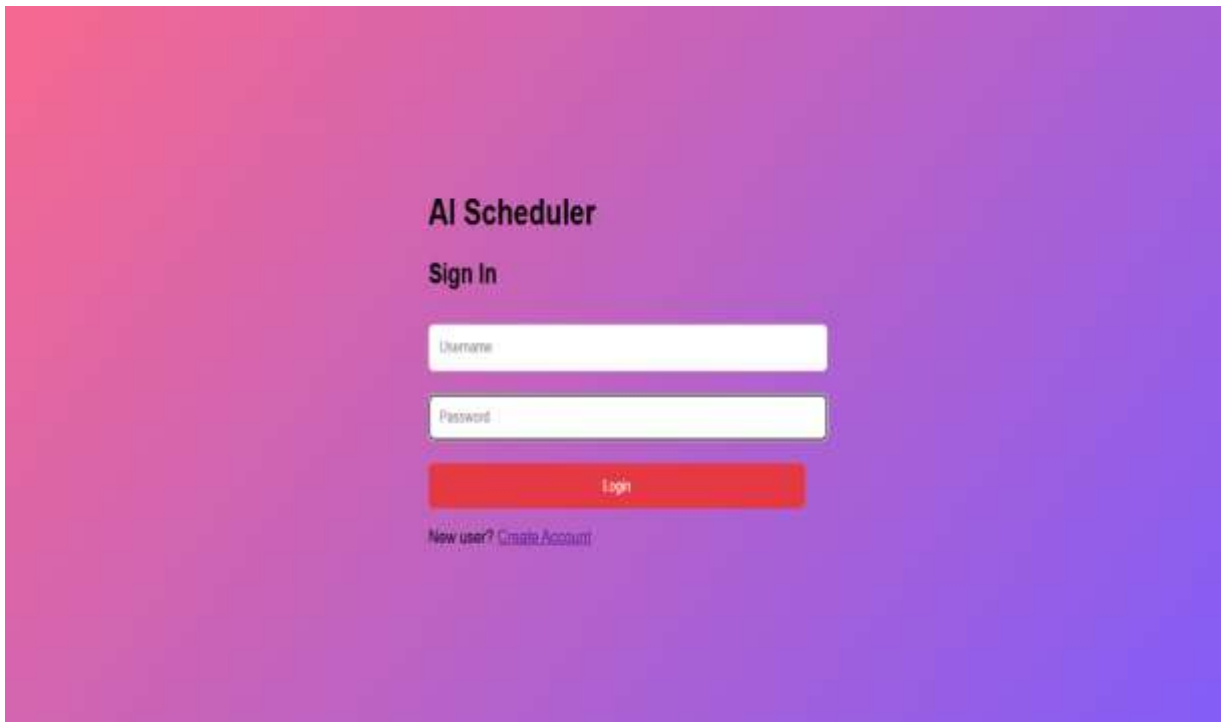 AI Scheduler
Sign In
Username
Password
Login
New user? Create Account